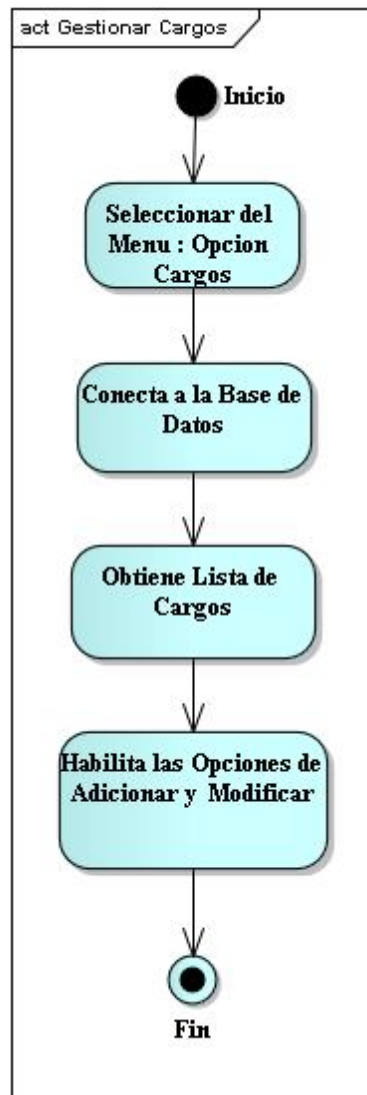 act Gestionar Cargos
Inicio
Seleccionar del
Menu : Opcion
Cargos
Conecta a la Base de
Datos
Obtiene Lista de
Cargos
Habilita las Opciones de
Adicionar y Modificar
Fin